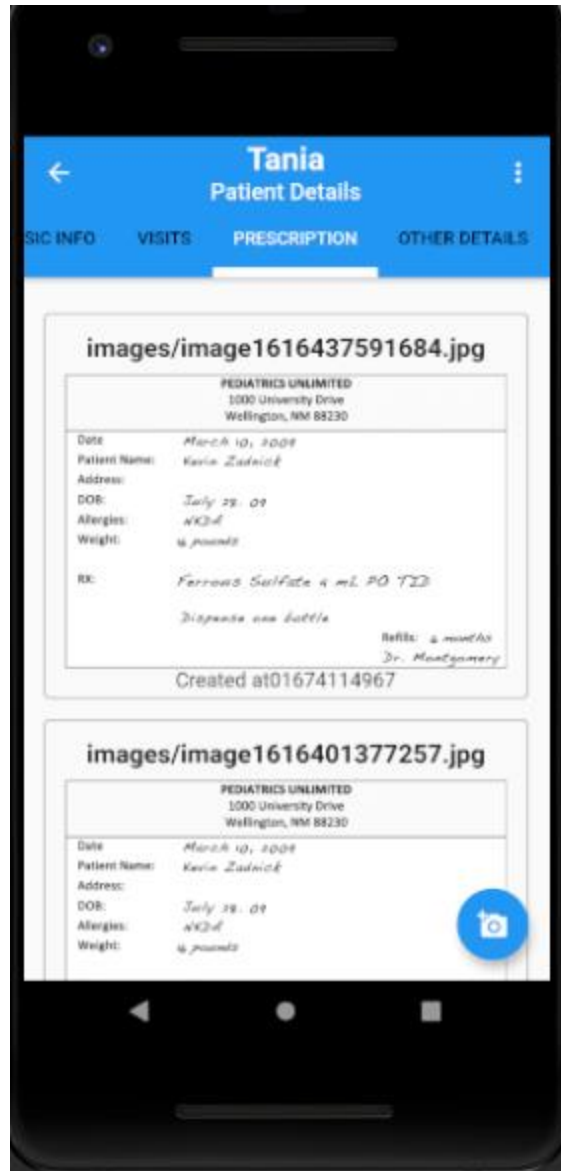 Tania
Patient Details
SIC INFO VISITS PRESCRIPTION OTHER DETAILS
images/image1616437591684.jpg
PEDIATRICS UNLIMITED
1000 University Drive
Wellington, NM 88230
Date March 10, 2009
Patient Name: Kevin Zadnick
Address:
DOB: July 28. 09
Allergies: NKDA
Weight: pounds
RX: Ferrous Sulfate 4 mL PO TID
Dispense one bottle
Refills: months
Dr. Montgomery
Created at01674114967
images/image1616401377257.jpg
PEDIATRICS UNLIMITED
1000 University Drive
Wellington, NM 88230
Date March 10, 2009
Patient Name: Kevin Zadnick
Address:
DOB: July 28. 09
Allergies: NKDA
Weight: pounds